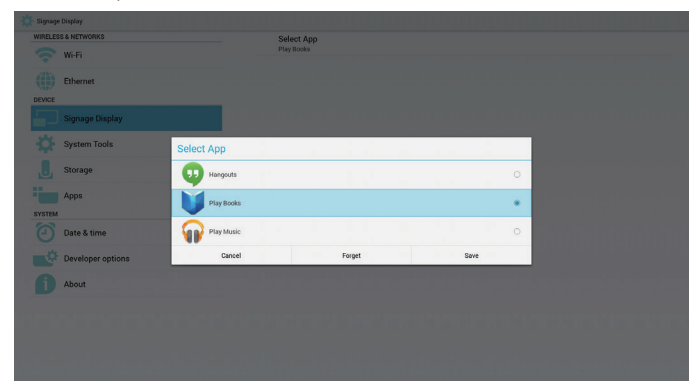 Signage Display
WIRELESS & NETWORKS
Wi-Fi
Ethernet
DEVICE
Signage Display
System Tools
Storage
Apps
SYSTEM
Date & time
Developer options
About
Select App
Play Books
Select App
Hangouts
Play Books
Play Music
Cancel Forget Save